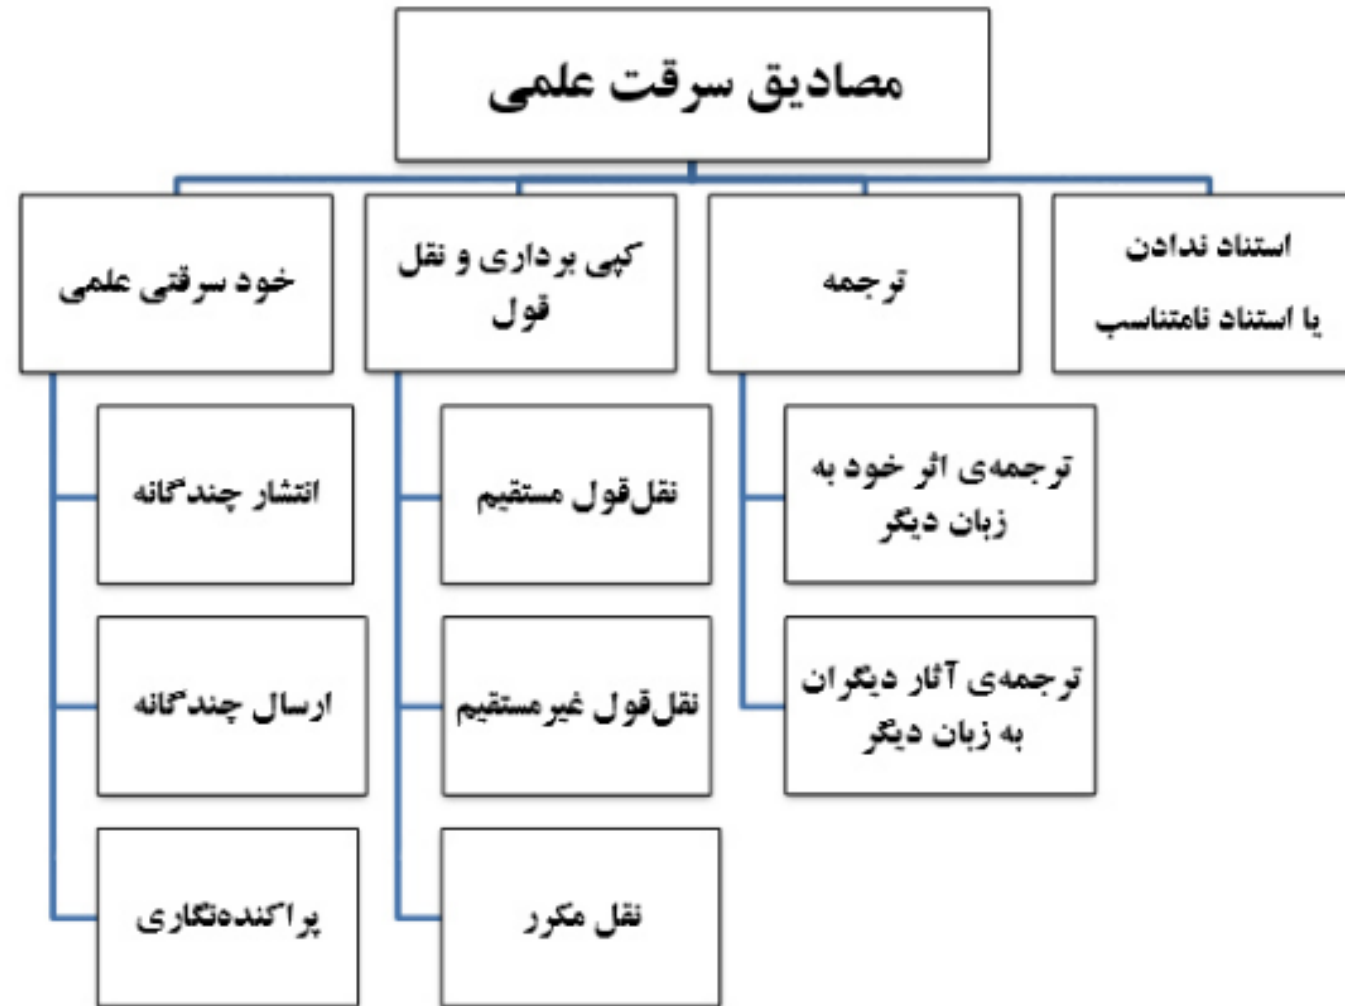 مصادیق سرقت علمی
استناد ندادن
یا استناد نامتناسب
ترجمه
کپی برداری و نقل
قول
خود سرقتی علمی
ترجمه‌ی اثر خود به
زبان دیگر
ترجمه‌ی آثار دیگران
به زبان دیگر
نقل‌قول مستقیم
نقل‌قول غیرمستقیم
نقل مکرر
انتشار چندگانه
ارسال چندگانه
پراکنده‌نگاری